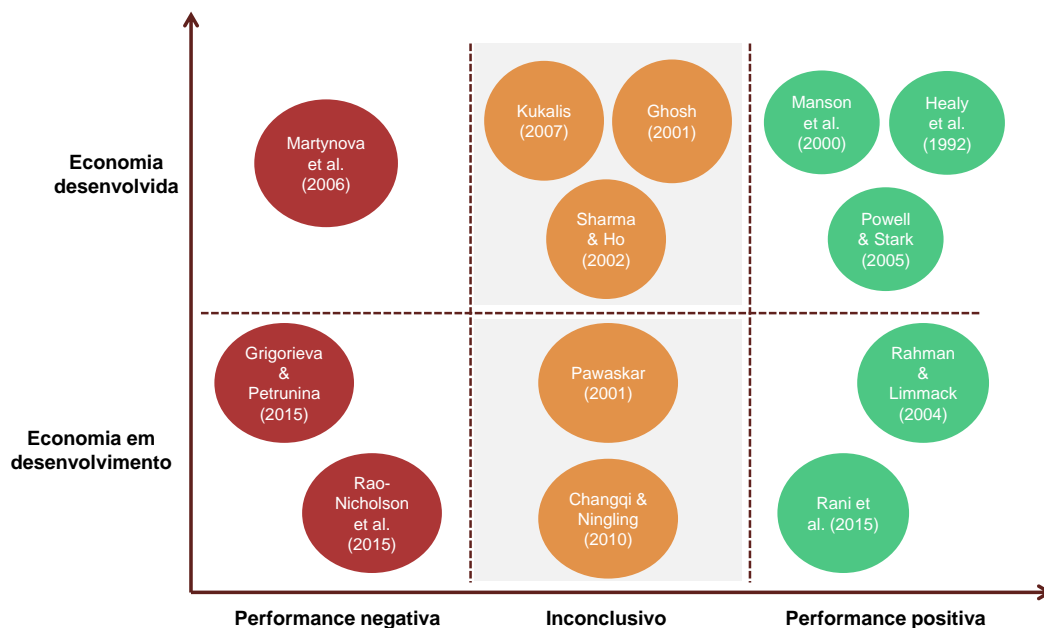 Economia
desenvolvida
Martynova
et al.
(2006)
Kukalis
(2007)
Ghosh
(2001)
Sharma
& Ho
(2002)
Manson
et al.
(2000)
Healy
et al.
(1992)
Powell
& Stark
(2005)
Economia em
desenvolvimento
Grigorieva
&
Petrunina
(2015)
Rao-
Nicholson
et al.
(2015)
Pawaskar
(2001)
Changqi &
Ningling
(2010)
Rahman
&
Limmack
(2004)
Rani et
al. (2015)
Performance negativa
Inconclusivo
Performance positiva